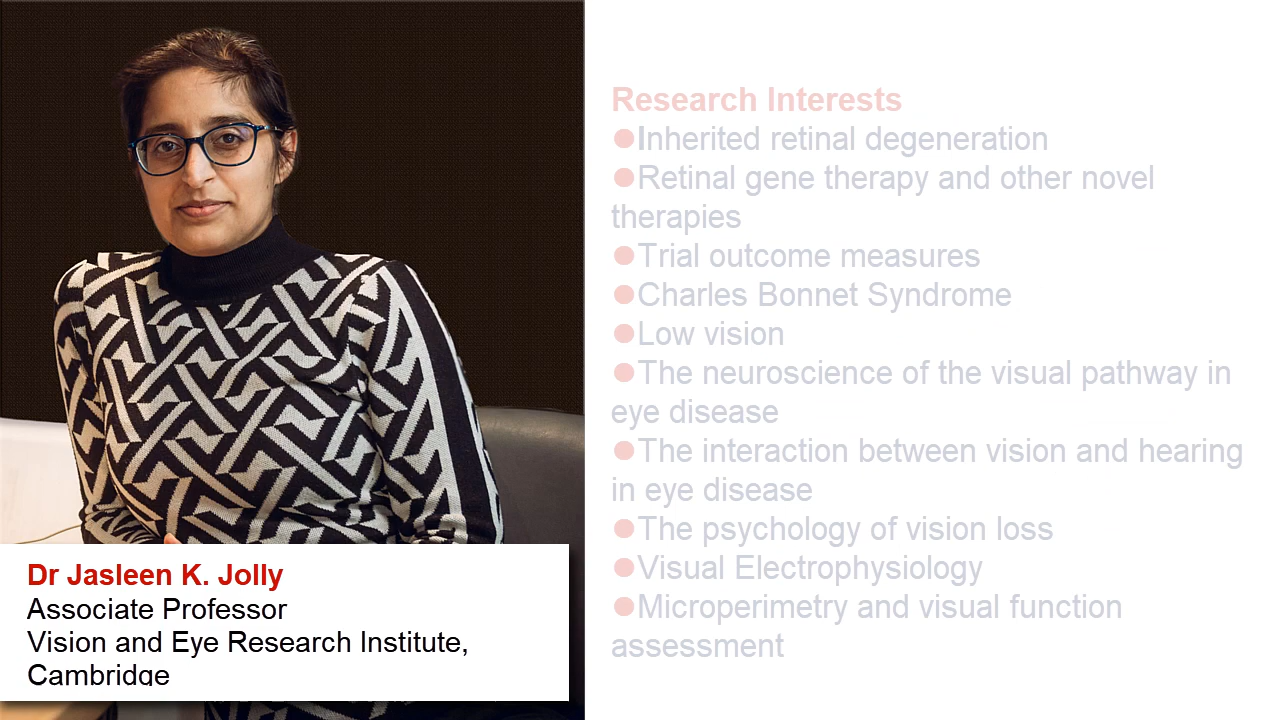 Research Interests
●Inherited retinal degeneration
●Retinal gene therapy and other novel
therapies
●Trial outcome measures
●Charles Bonnet Syndrome
●Low vision
●The neuroscience of the visual pathway in
eye disease
●The interaction between vision and hearing
in eye disease
●The psychology of vision loss
●Visual Electrophysiology
●Microperimetry and visual function
assessment
Dr Jasleen K. Jolly
Associate Professor
Vision and Eye Research Institute,
Cambridge